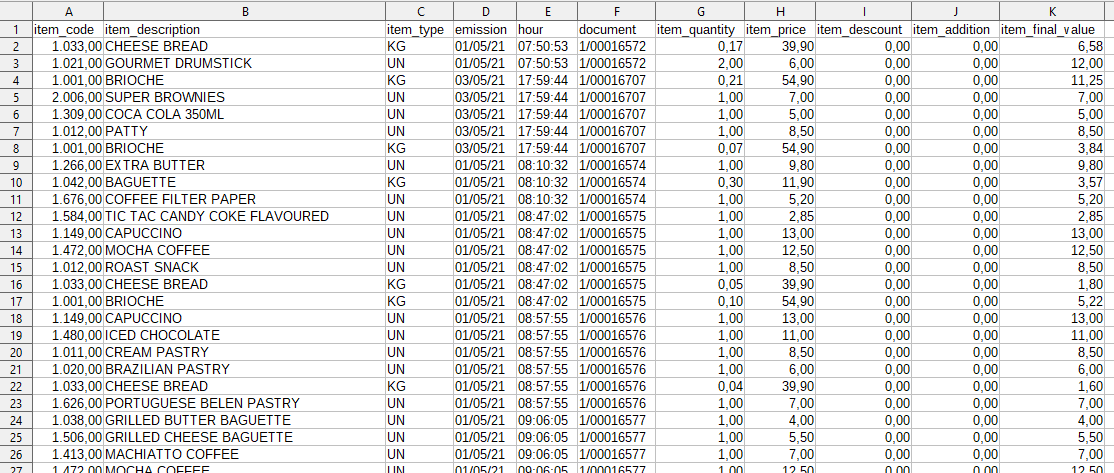 A B C D E F G H I J K
1 item_code item_description item_type emission hour document item_quantity item_price item_descount item_addition item_final_value
2 1.033,00 CHEESE BREAD KG 01/05/21 07:50:53 1/00016572 0,17 39,90 0,00 0,00 6,58
3 1.021,00 GOURMET DRUMSTICK UN 01/05/21 07:50:53 1/00016572 2,00 6,00 0,00 0,00 12,00
4 1.001,00 BRIOCHE KG 03/05/21 17:59:44 1/00016707 0,21 54,90 0,00 0,00 11,25
5 2.006,00 SUPER BROWNIES UN 03/05/21 17:59:44 1/00016707 1,00 7,00 0,00 0,00 7,00
6 1.309,00 COCA COLA 350ML UN 03/05/21 17:59:44 1/00016707 1,00 5,00 0,00 0,00 5,00
7 1.012,00 PATTY UN 03/05/21 17:59:44 1/00016707 1,00 8,50 0,00 0,00 8,50
8 1.001,00 BRIOCHE KG 03/05/21 17:59:44 1/00016707 0,07 54,90 0,00 0,00 3,84
9 1.266,00 EXTRA BUTTER UN 01/05/21 08:10:32 1/00016574 1,00 9,80 0,00 0,00 9,80
10 1.042,00 BAGUETTE KG 01/05/21 08:10:32 1/00016574 0,30 11,90 0,00 0,00 3,57
11 1.676,00 COFFEE FILTER PAPER UN 01/05/21 08:10:32 1/00016574 1,00 5,20 0,00 0,00 5,20
12 1.584,00 TIC TAC CANDY COKE FLAVOURED UN 01/05/21 08:47:02 1/00016575 1,00 2,85 0,00 0,00 2,85
13 1.149,00 CAPUCCINO UN 01/05/21 08:47:02 1/00016575 1,00 13,00 0,00 0,00 13,00
14 1.472,00 MOCHA COFFEE UN 01/05/21 08:47:02 1/00016575 1,00 12,50 0,00 0,00 12,50
15 1.012,00 ROAST SNACK UN 01/05/21 08:47:02 1/00016575 1,00 8,50 0,00 0,00 8,50
16 1.033,00 CHEESE BREAD KG 01/05/21 08:47:02 1/00016575 0,05 39,90 0,00 0,00 1,80
17 1.001,00 BRIOCHE KG 01/05/21 08:47:02 1/00016575 0,10 54,90 0,00 0,00 5,22
18 1.149,00 CAPUCCINO UN 01/05/21 08:57:55 1/00016576 1,00 13,00 0,00 0,00 13,00
19 1.480,00 ICED CHOCOLATE UN 01/05/21 08:57:55 1/00016576 1,00 11,00 0,00 0,00 11,00
20 1.011,00 CREAM PASTRY UN 01/05/21 08:57:55 1/00016576 1,00 8,50 0,00 0,00 8,50
21 1.020,00 BRAZILIAN PASTRY UN 01/05/21 08:57:55 1/00016576 1,00 6,00 0,00 0,00 6,00
22 1.033,00 CHEESE BREAD KG 01/05/21 08:57:55 1/00016576 0,04 39,90 0,00 0,00 1,60
23 1.626,00 PORTUGUESE BELEN PASTRY UN 01/05/21 08:57:55 1/00016576 1,00 7,00 0,00 0,00 7,00
24 1.038,00 GRILLED BUTTER BAGUETTE UN 01/05/21 09:06:05 1/00016577 1,00 4,00 0,00 0,00 4,00
25 1.506,00 GRILLED CHEESE BAGUETTE UN 01/05/21 09:06:05 1/00016577 1,00 5,50 0,00 0,00 5,50
26 1.413,00 MACHIATTO COFFEE UN 01/05/21 09:06:05 1/00016577 1,00 7,00 0,00 0,00 7,00
27 1.472,00 MOCHA COFFEE UN 01/05/21 09:06:05 1/00016577 1,00 12,50 0,00 0,00 12,50